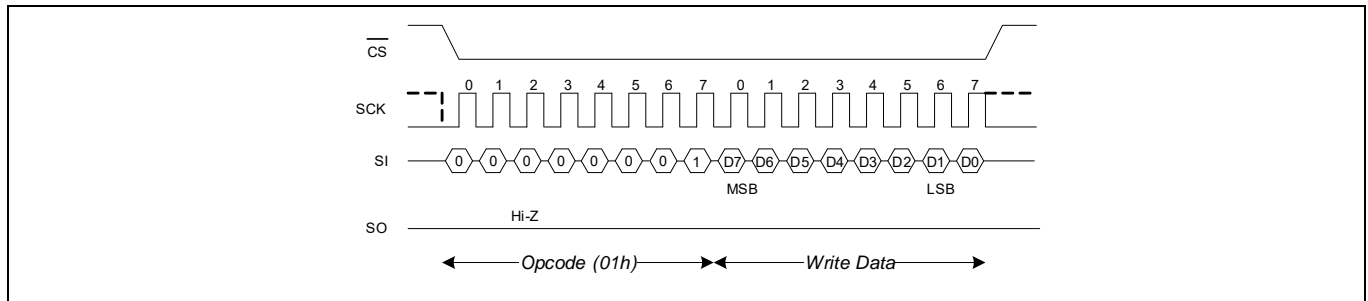 CS
0 1 2 3 4 5 6 7 0 1 2 3 4 5 6 7
SCK
SI 0 0 0 0 0 0 0 1 D7 D6 D5 D4 D3 D2 D1 D0
MSB LSB
Hi-Z
SO
Opcode (01h) Write Data